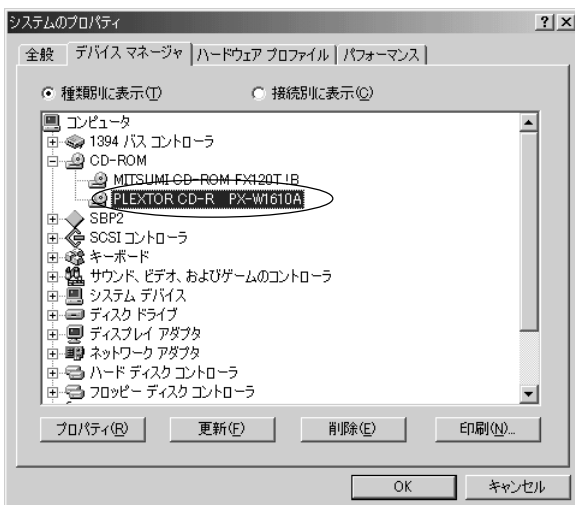 システムのプロパティ
全般 デバイス マネージャ ハードウェア プロファイル パフォーマンス
種類別に表示(T) 接続別に表示(C)
コンピュータ
1394 バス コントローラ
CD-ROM
MITSUMI CD-ROM FX120T !B
PLEXTOR CD-R PX-W1610A
SBP2
SCSI コントローラ
キーボード
サウンド、ビデオ、およびゲームのコントローラ
システム デバイス
ディスク ドライブ
ディスプレイ アダプタ
ネットワーク アダプタ
ハード ディスク コントローラ
フロッピー ディスク コントローラ
プロパティ(R) 更新(F) 削除(E) 印刷(N)...
OK キャンセル